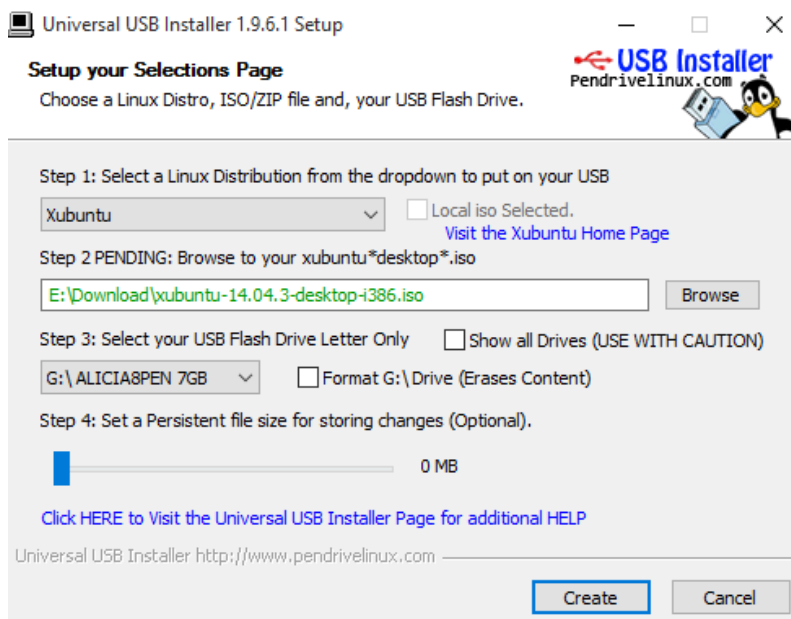 Universal USB Installer 1.9.6.1 Setup
Setup your Selections Page
Choose a Linux Distro, ISO/ZIP file and, your USB Flash Drive.
USB Installer
Pendrivelinux.com
Step 1: Select a Linux Distribution from the dropdown to put on your USB
Xubuntu
Local iso Selected.
Visit the Xubuntu Home Page
Step 2 PENDING: Browse to your xubuntu*desktop*.iso
E:\Download\xubuntu-14.04.3-desktop-i386.iso
Browse
Step 3: Select your USB Flash Drive Letter Only
Show all Drives (USE WITH CAUTION)
G:\ ALICIA8PEN 7GB
Format G:\ Drive (Erases Content)
Step 4: Set a Persistent file size for storing changes (Optional).
0 MB
Click HERE to Visit the Universal USB Installer Page for additional HELP
Universal USB Installer http://www.pendrivelinux.com
Create
Cancel